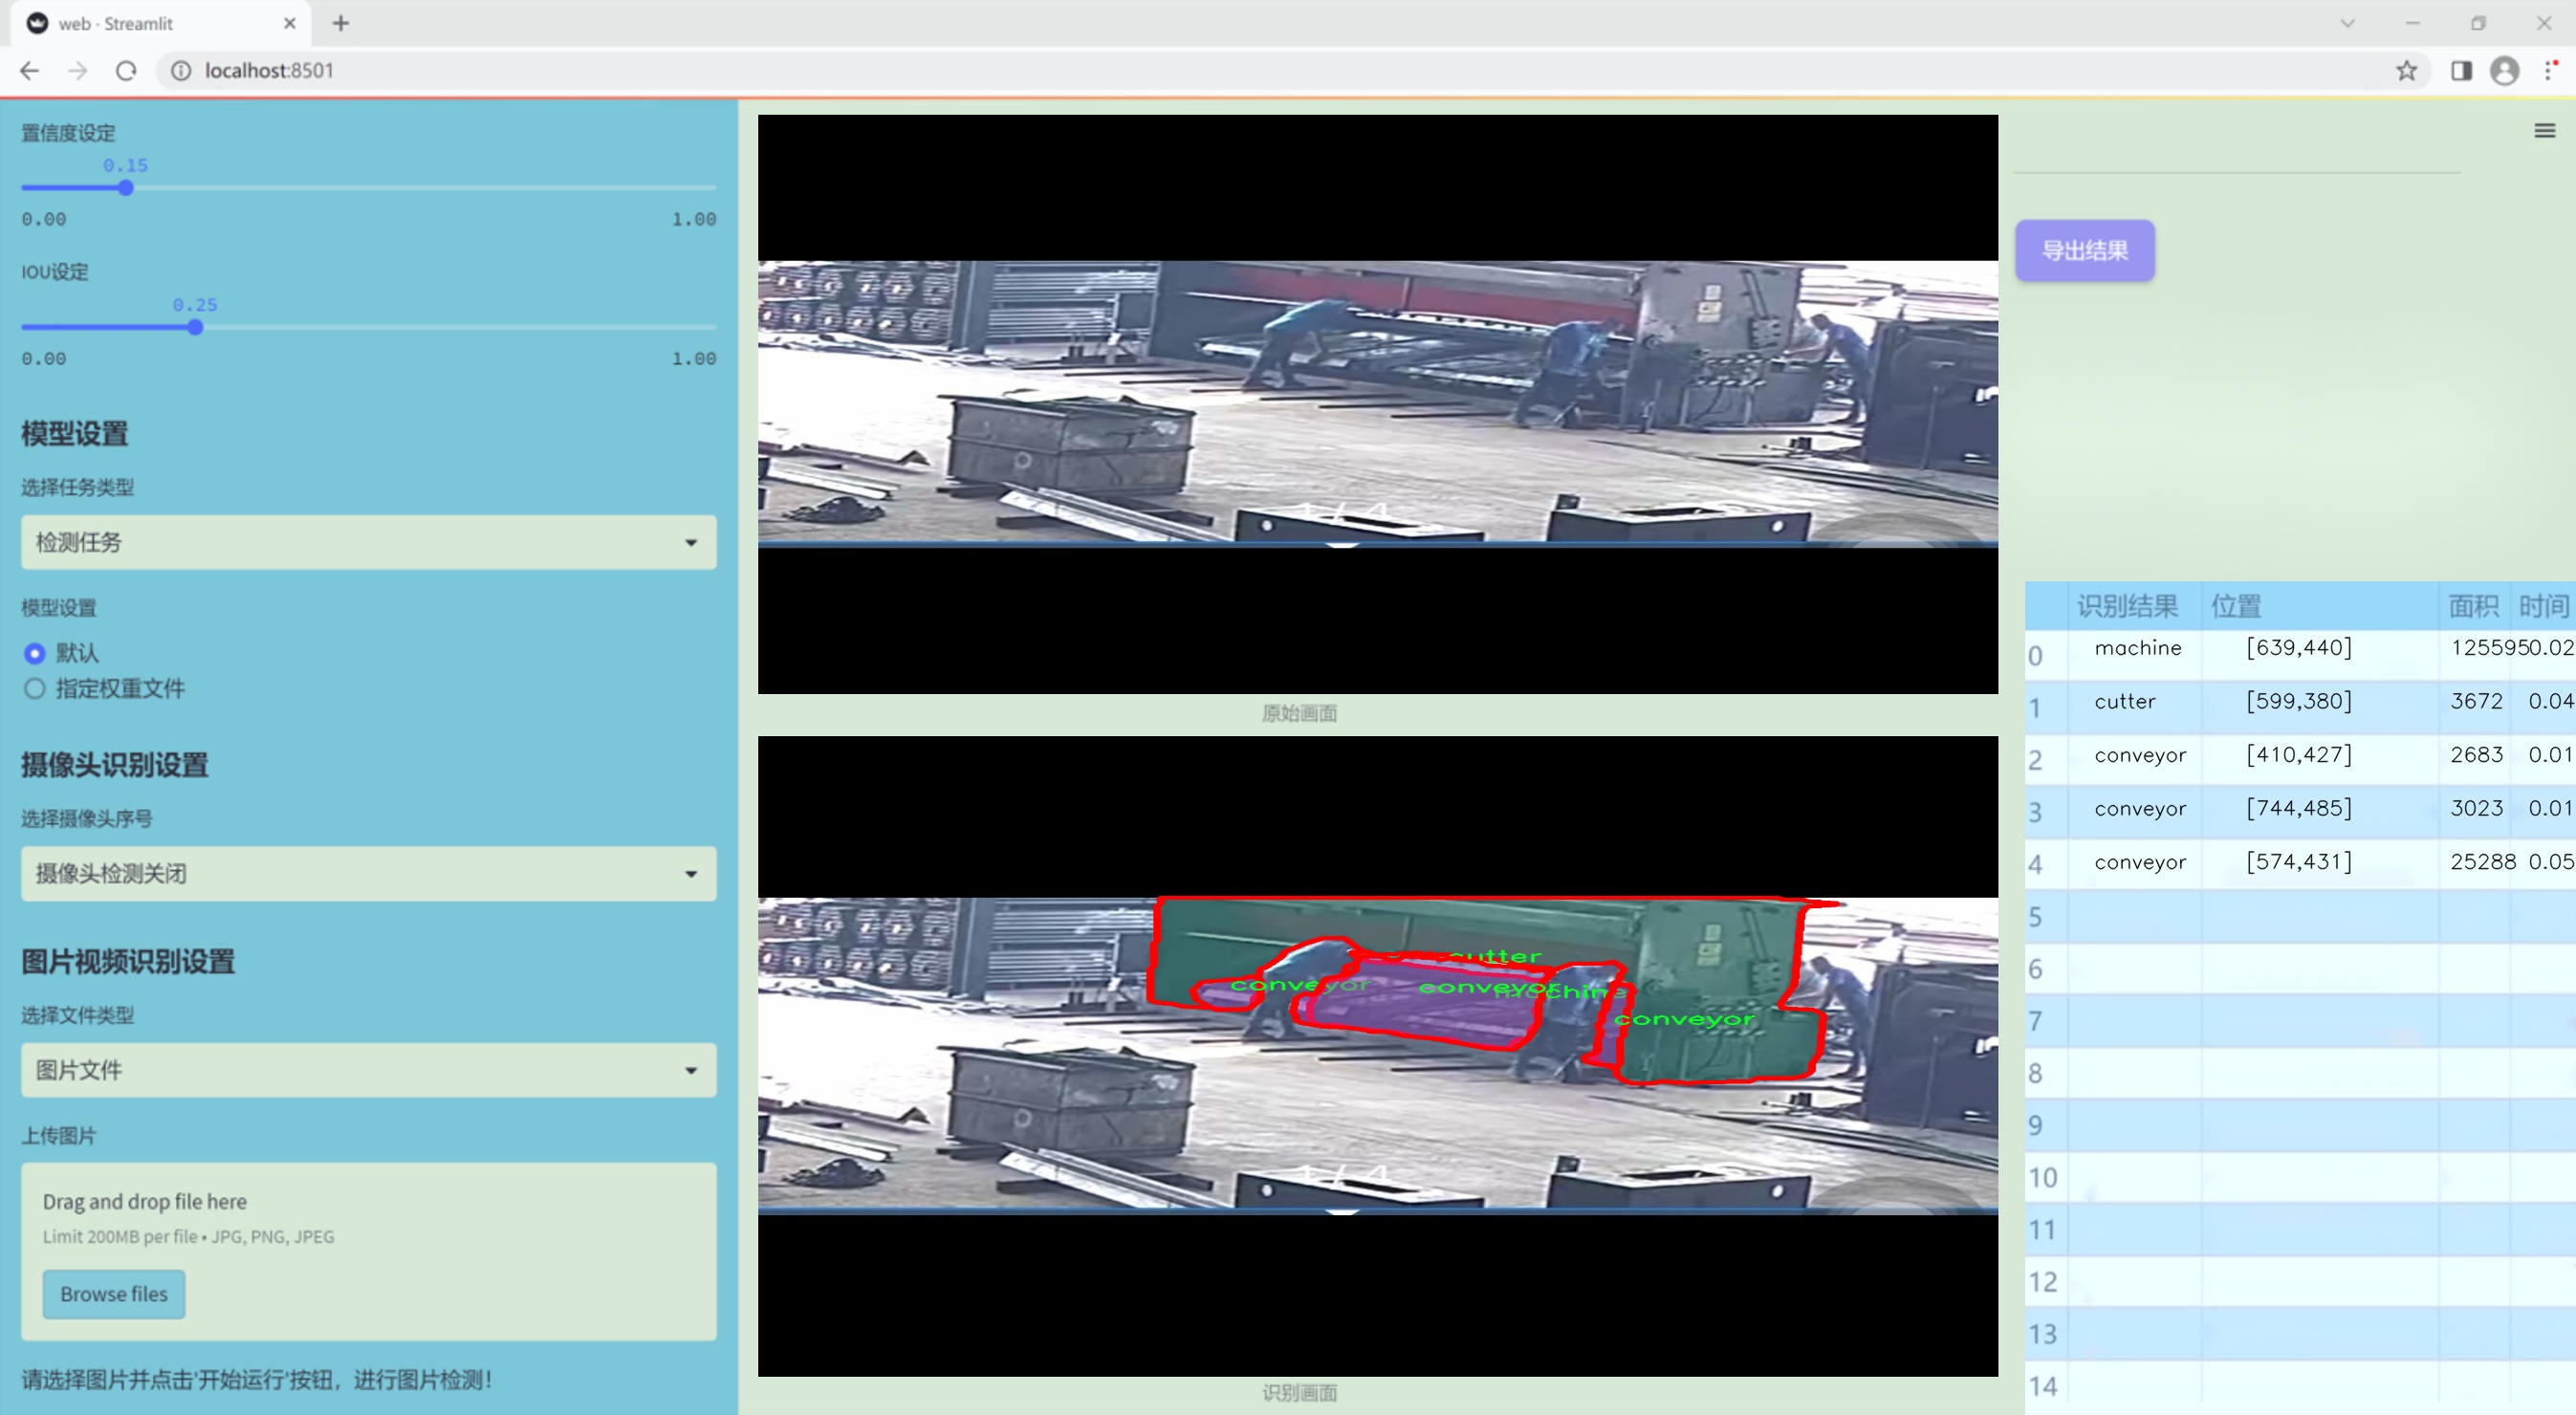 web · Streamlit
localhost:8501
置信度设定
0.15
0.00 1.00
IOU设定
0.25
0.00 1.00
模型设置
选择任务类型
检测任务
模型设置
默认
指定权重文件
摄像头识别设置
选择摄像头序号
摄像头检测关闭
图片视频识别设置
选择文件类型
图片文件
上传图片
Drag and drop file here
Limit 200MB per file • JPG, PNG, JPEG
Browse files
请选择图片并点击'开始运行'按钮，进行图片检测！
1/4
原始画面
cutter
conveyor conveyor machine
conveyor
1/4
识别画面
导出结果
识别结果 位置 面积 时间
0 machine [639,440] 125595 0.02
1 cutter [599,380] 3672 0.04
2 conveyor [410,427] 2683 0.01
3 conveyor [744,485] 3023 0.01
4 conveyor [574,431] 25288 0.05
5
6
7
8
9
10
11
12
13
14